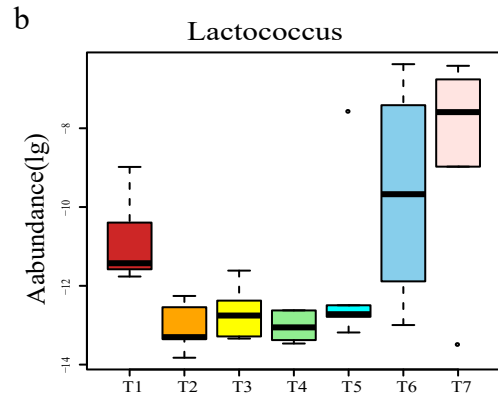 b
Lactococcus
Aabundance(lg)
-8
-10
-12
-14
T1 T2 T3 T4 T5 T6 T7